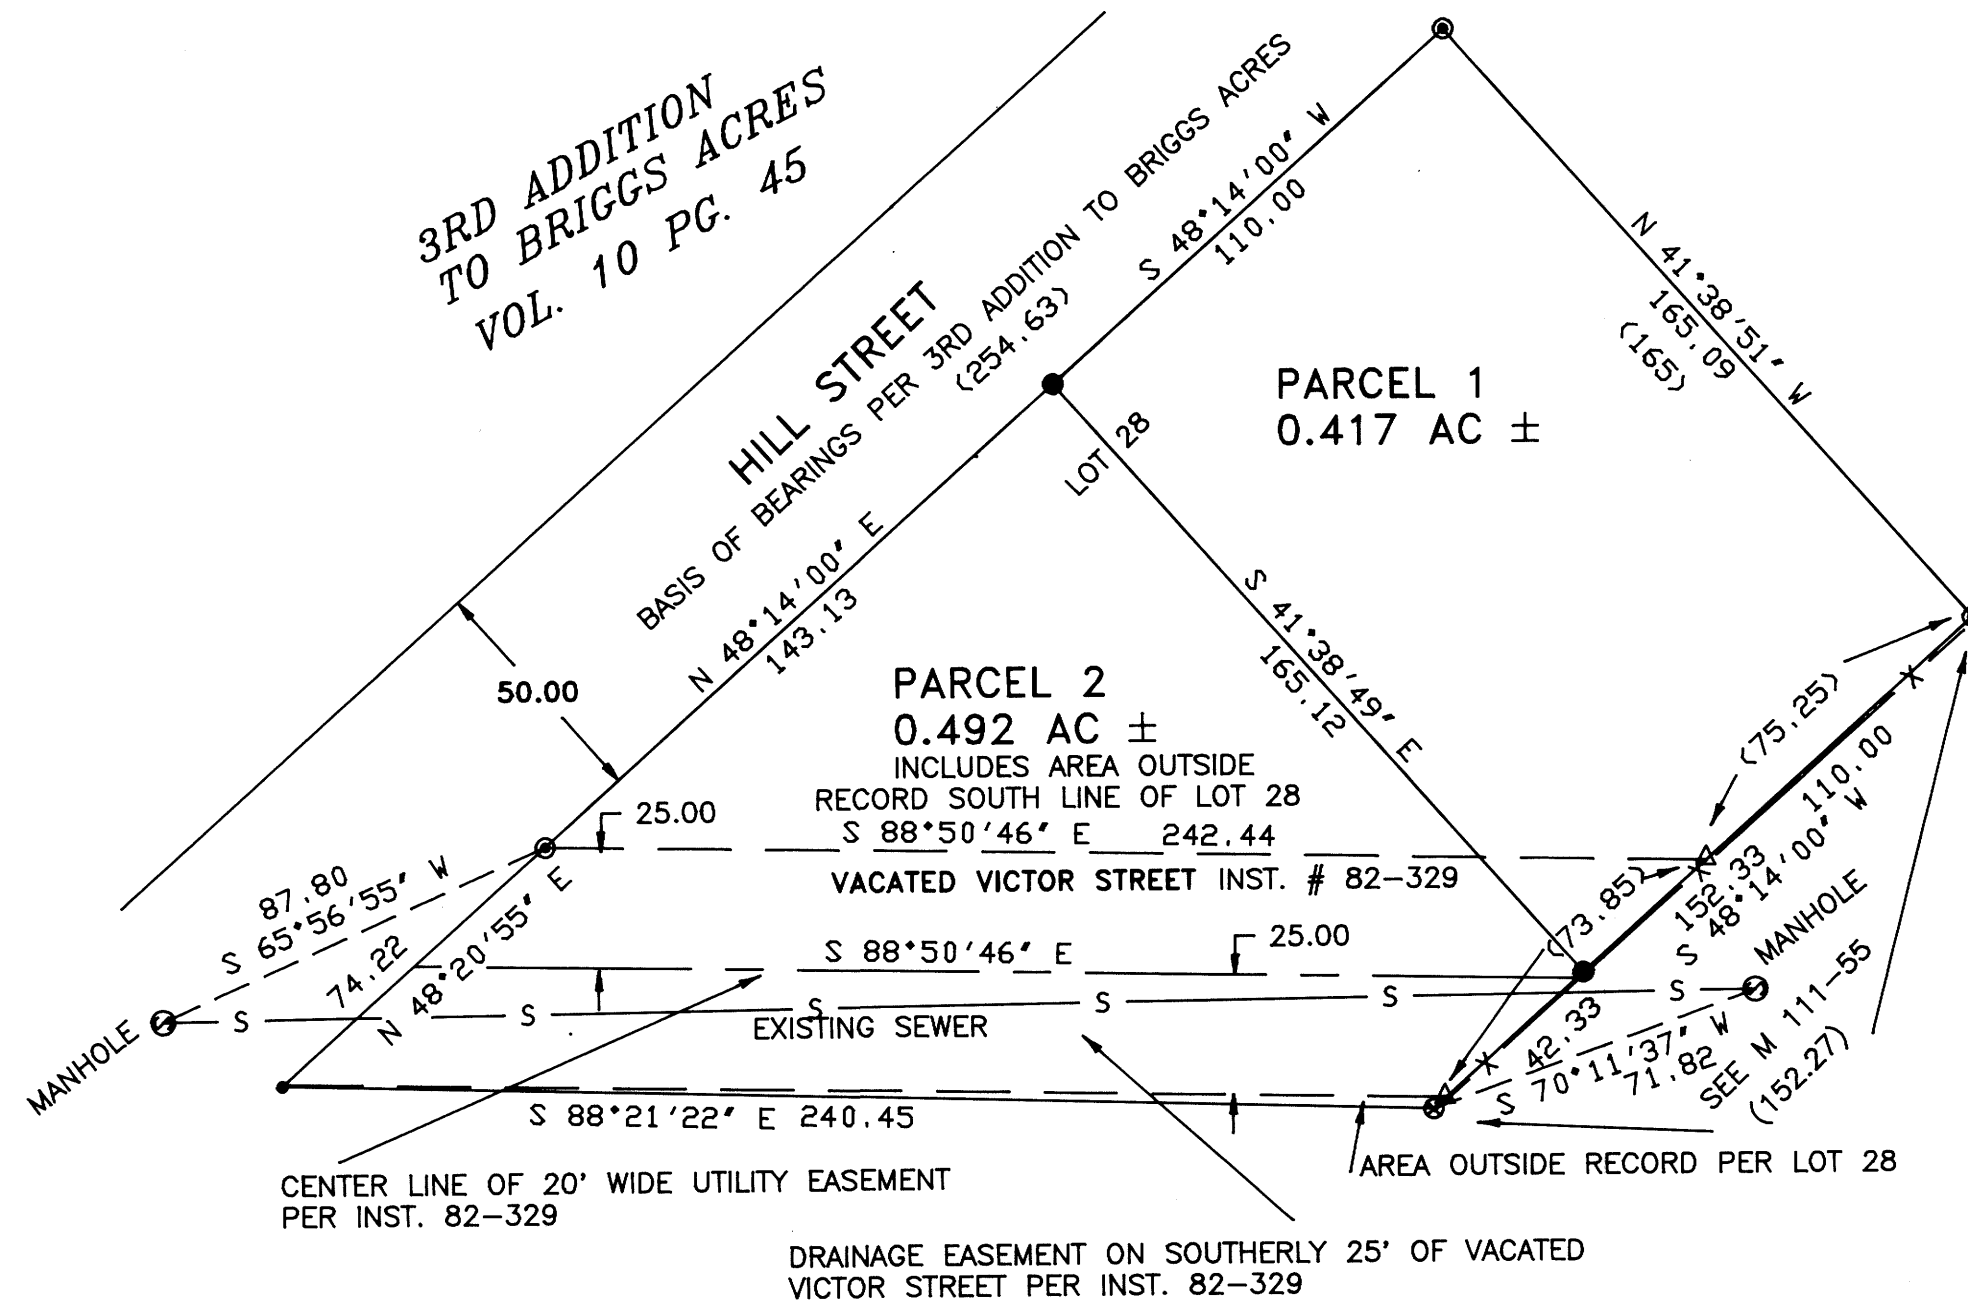 3RD ADDITION
TO BRIGGS ACRES
VOL. 10 PG. 45
HILL STREET
BASIS OF BEARINGS PER 3RD ADDITION TO BRIGGS ACRES
(254.63)
S 48°14'00" W
110.00
N 41°38'51" W
165.09
(165)
PARCEL 1
0.417 AC ±
LOT 28
N 48°14'00" E
143.13
S 41°38'49" E
165.12
50.00
PARCEL 2
0.492 AC ±
INCLUDES AREA OUTSIDE
RECORD SOUTH LINE OF LOT 28
25.00
S 88°50'46" E 242.44
VACATED VICTOR STREET INST. # 82-329
(75.25)
110.00
152.33
S 48°14'00" W
(73.85)
87.80
S 65°56'55" W
74.22
N 48°20'55" E
S 88°50'46" E
25.00
MANHOLE
S S S S S S
EXISTING SEWER
MANHOLE
42.33
S 70°11'37" W
71.82
SEE M 111-55
(152.27)
S 88°21'22" E 240.45
AREA OUTSIDE RECORD PER LOT 28
CENTER LINE OF 20' WIDE UTILITY EASEMENT
PER INST. 82-329
DRAINAGE EASEMENT ON SOUTHERLY 25' OF VACATED
VICTOR STREET PER INST. 82-329